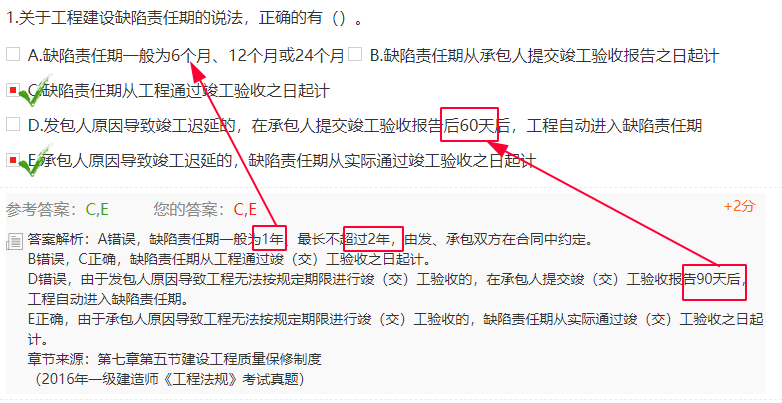 1.关于工程建设缺陷责任期的说法，正确的有（）。
A.缺陷责任期一般为6个月、12个月或24个月 B.缺陷责任期从承包人提交竣工验收报告之日起计
C.缺陷责任期从工程通过竣工验收之日起计
D.发包人原因导致竣工迟延的，在承包人提交竣工验收报告后60天后，工程自动进入缺陷责任期
E.承包人原因导致竣工迟延的，缺陷责任期从实际通过竣工验收之日起计
参考答案：C,E 您的答案：C,E +2分
答案解析：A错误，缺陷责任期一般为1年，最长不超过2年，由发、承包双方在合同中约定。
B错误，C正确，缺陷责任期从工程通过竣（交）工验收之日起计。
D错误，由于发包人原因导致工程无法按规定期限进行竣（交）工验收的，在承包人提交竣（交）工验收报告90天后，
工程自动进入缺陷责任期。
E正确，由于承包人原因导致工程无法按规定期限进行竣（交）工验收的，缺陷责任期从实际通过竣（交）工验收之日起
计。
章节来源：第七章第五节建设工程质量保修制度
（2016年一级建造师《工程法规》考试真题）